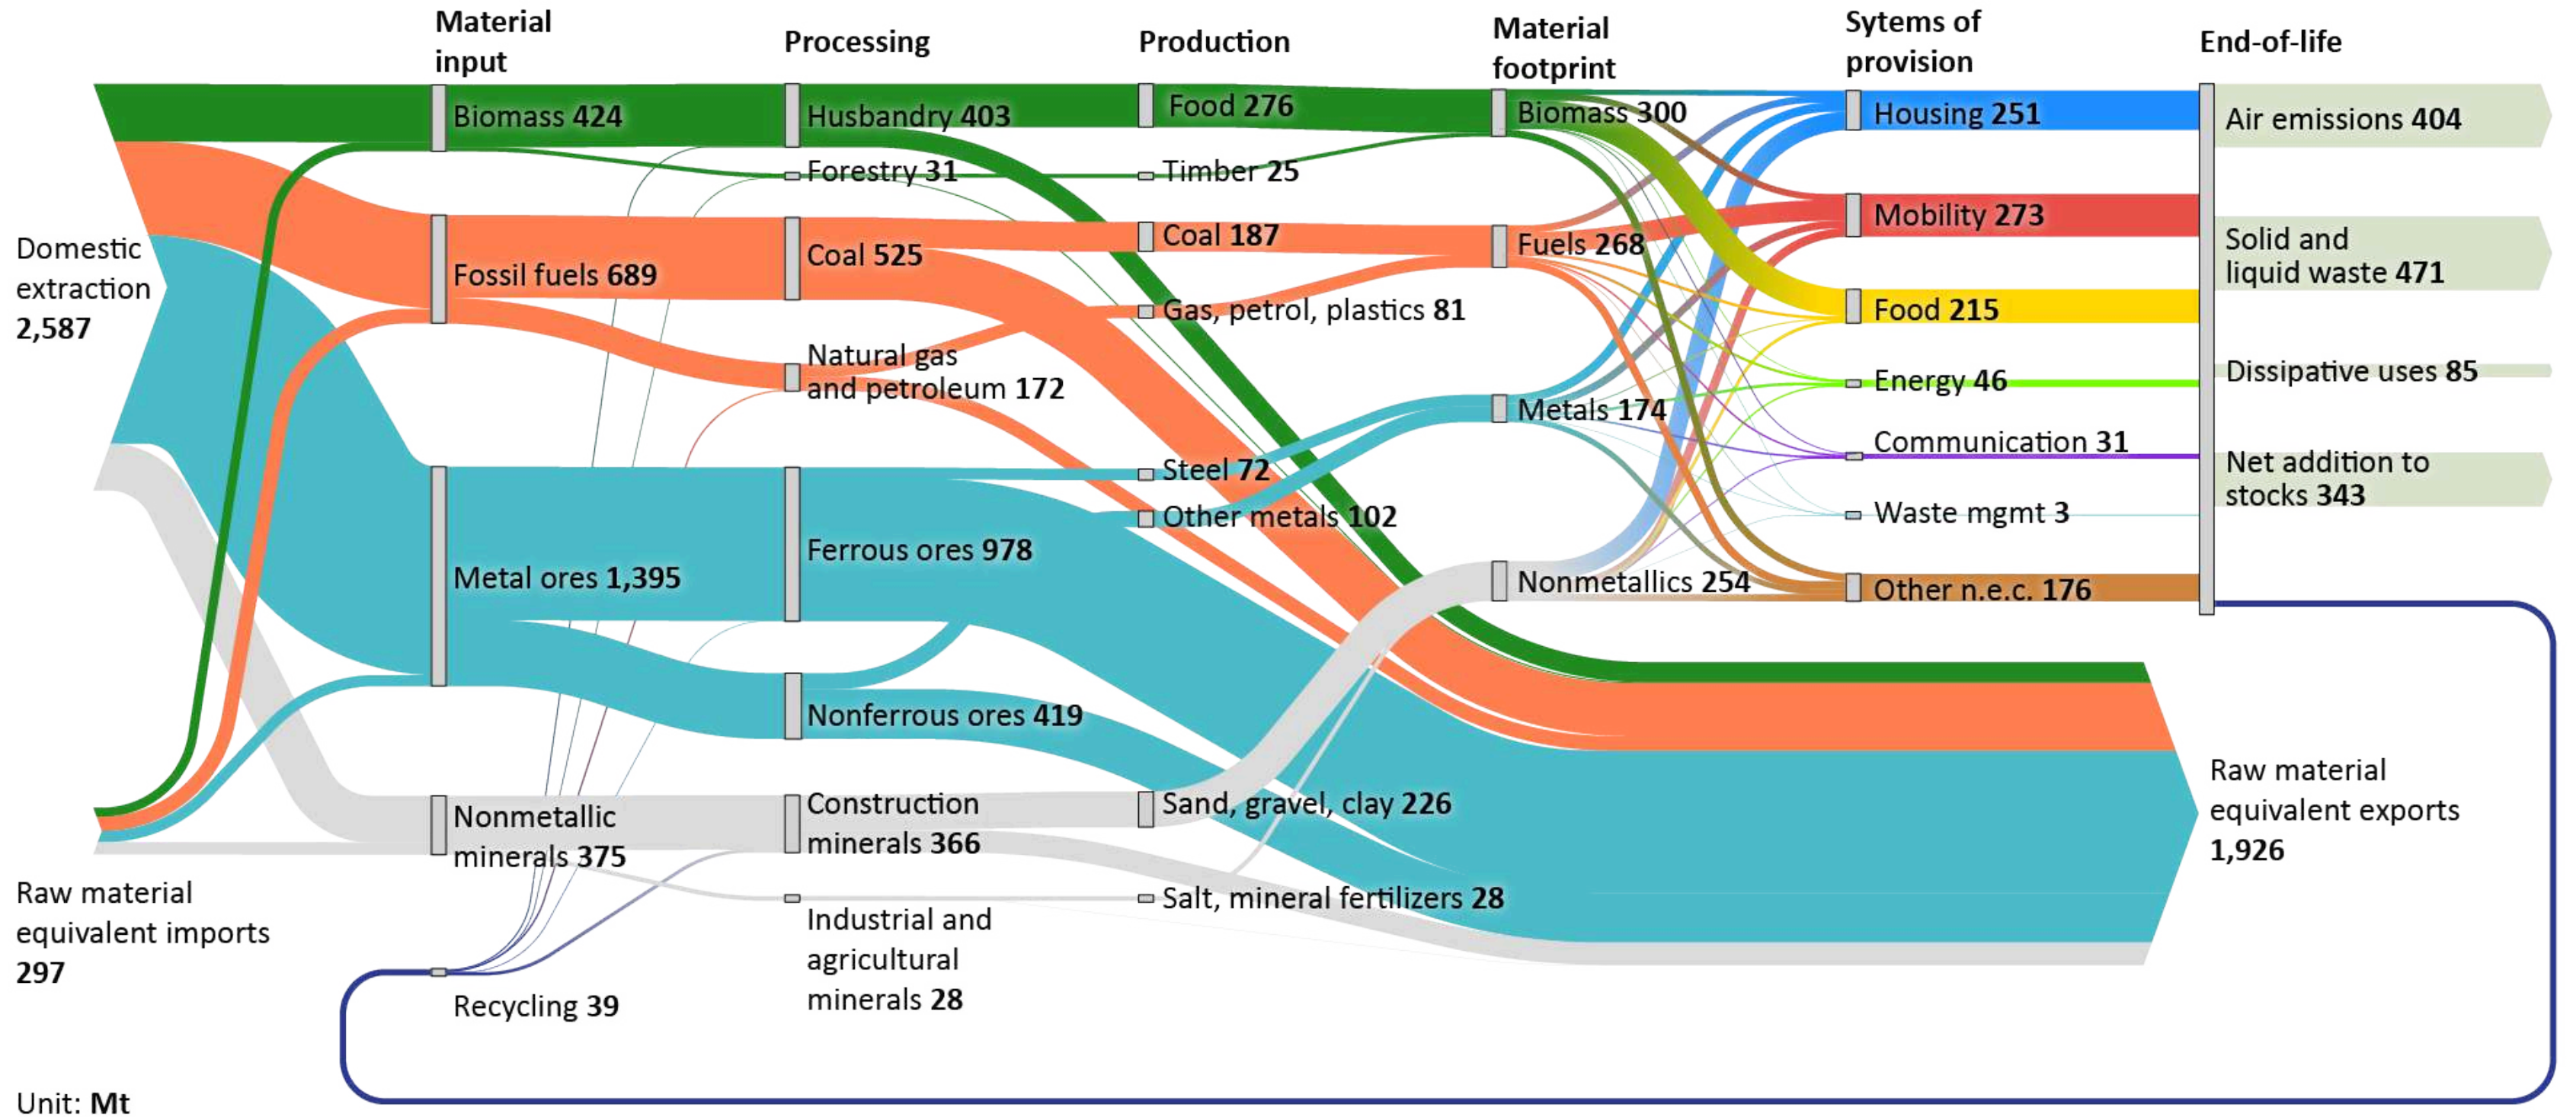 Material
input
Processing
Production
Material
footprint
Sytems of
provision
End-of-life
Domestic
extraction
2,587
Raw material
equivalent imports
297
Biomass 424
Fossil fuels 689
Metal ores 1,395
Nonmetallic
minerals 375
Recycling 39
Husbandry 403
Forestry 31
Coal 525
Natural gas
and petroleum 172
Ferrous ores 978
Nonferrous ores 419
Construction
minerals 366
Industrial and
agricultural
minerals 28
Food 276
Timber 25
Coal 187
Gas, petrol, plastics 81
Steel 72
Other metals 102
Sand, gravel, clay 226
Salt, mineral fertilizers 28
Biomass 300
Fuels 268
Metals 174
Nonmetallics 254
Housing 251
Mobility 273
Food 215
Energy 46
Communication 31
Waste mgmt 3
Other n.e.c. 176
Air emissions 404
Solid and
liquid waste 471
Dissipative uses 85
Net addition to
stocks 343
Raw material
equivalent exports
1,926
Unit: Mt